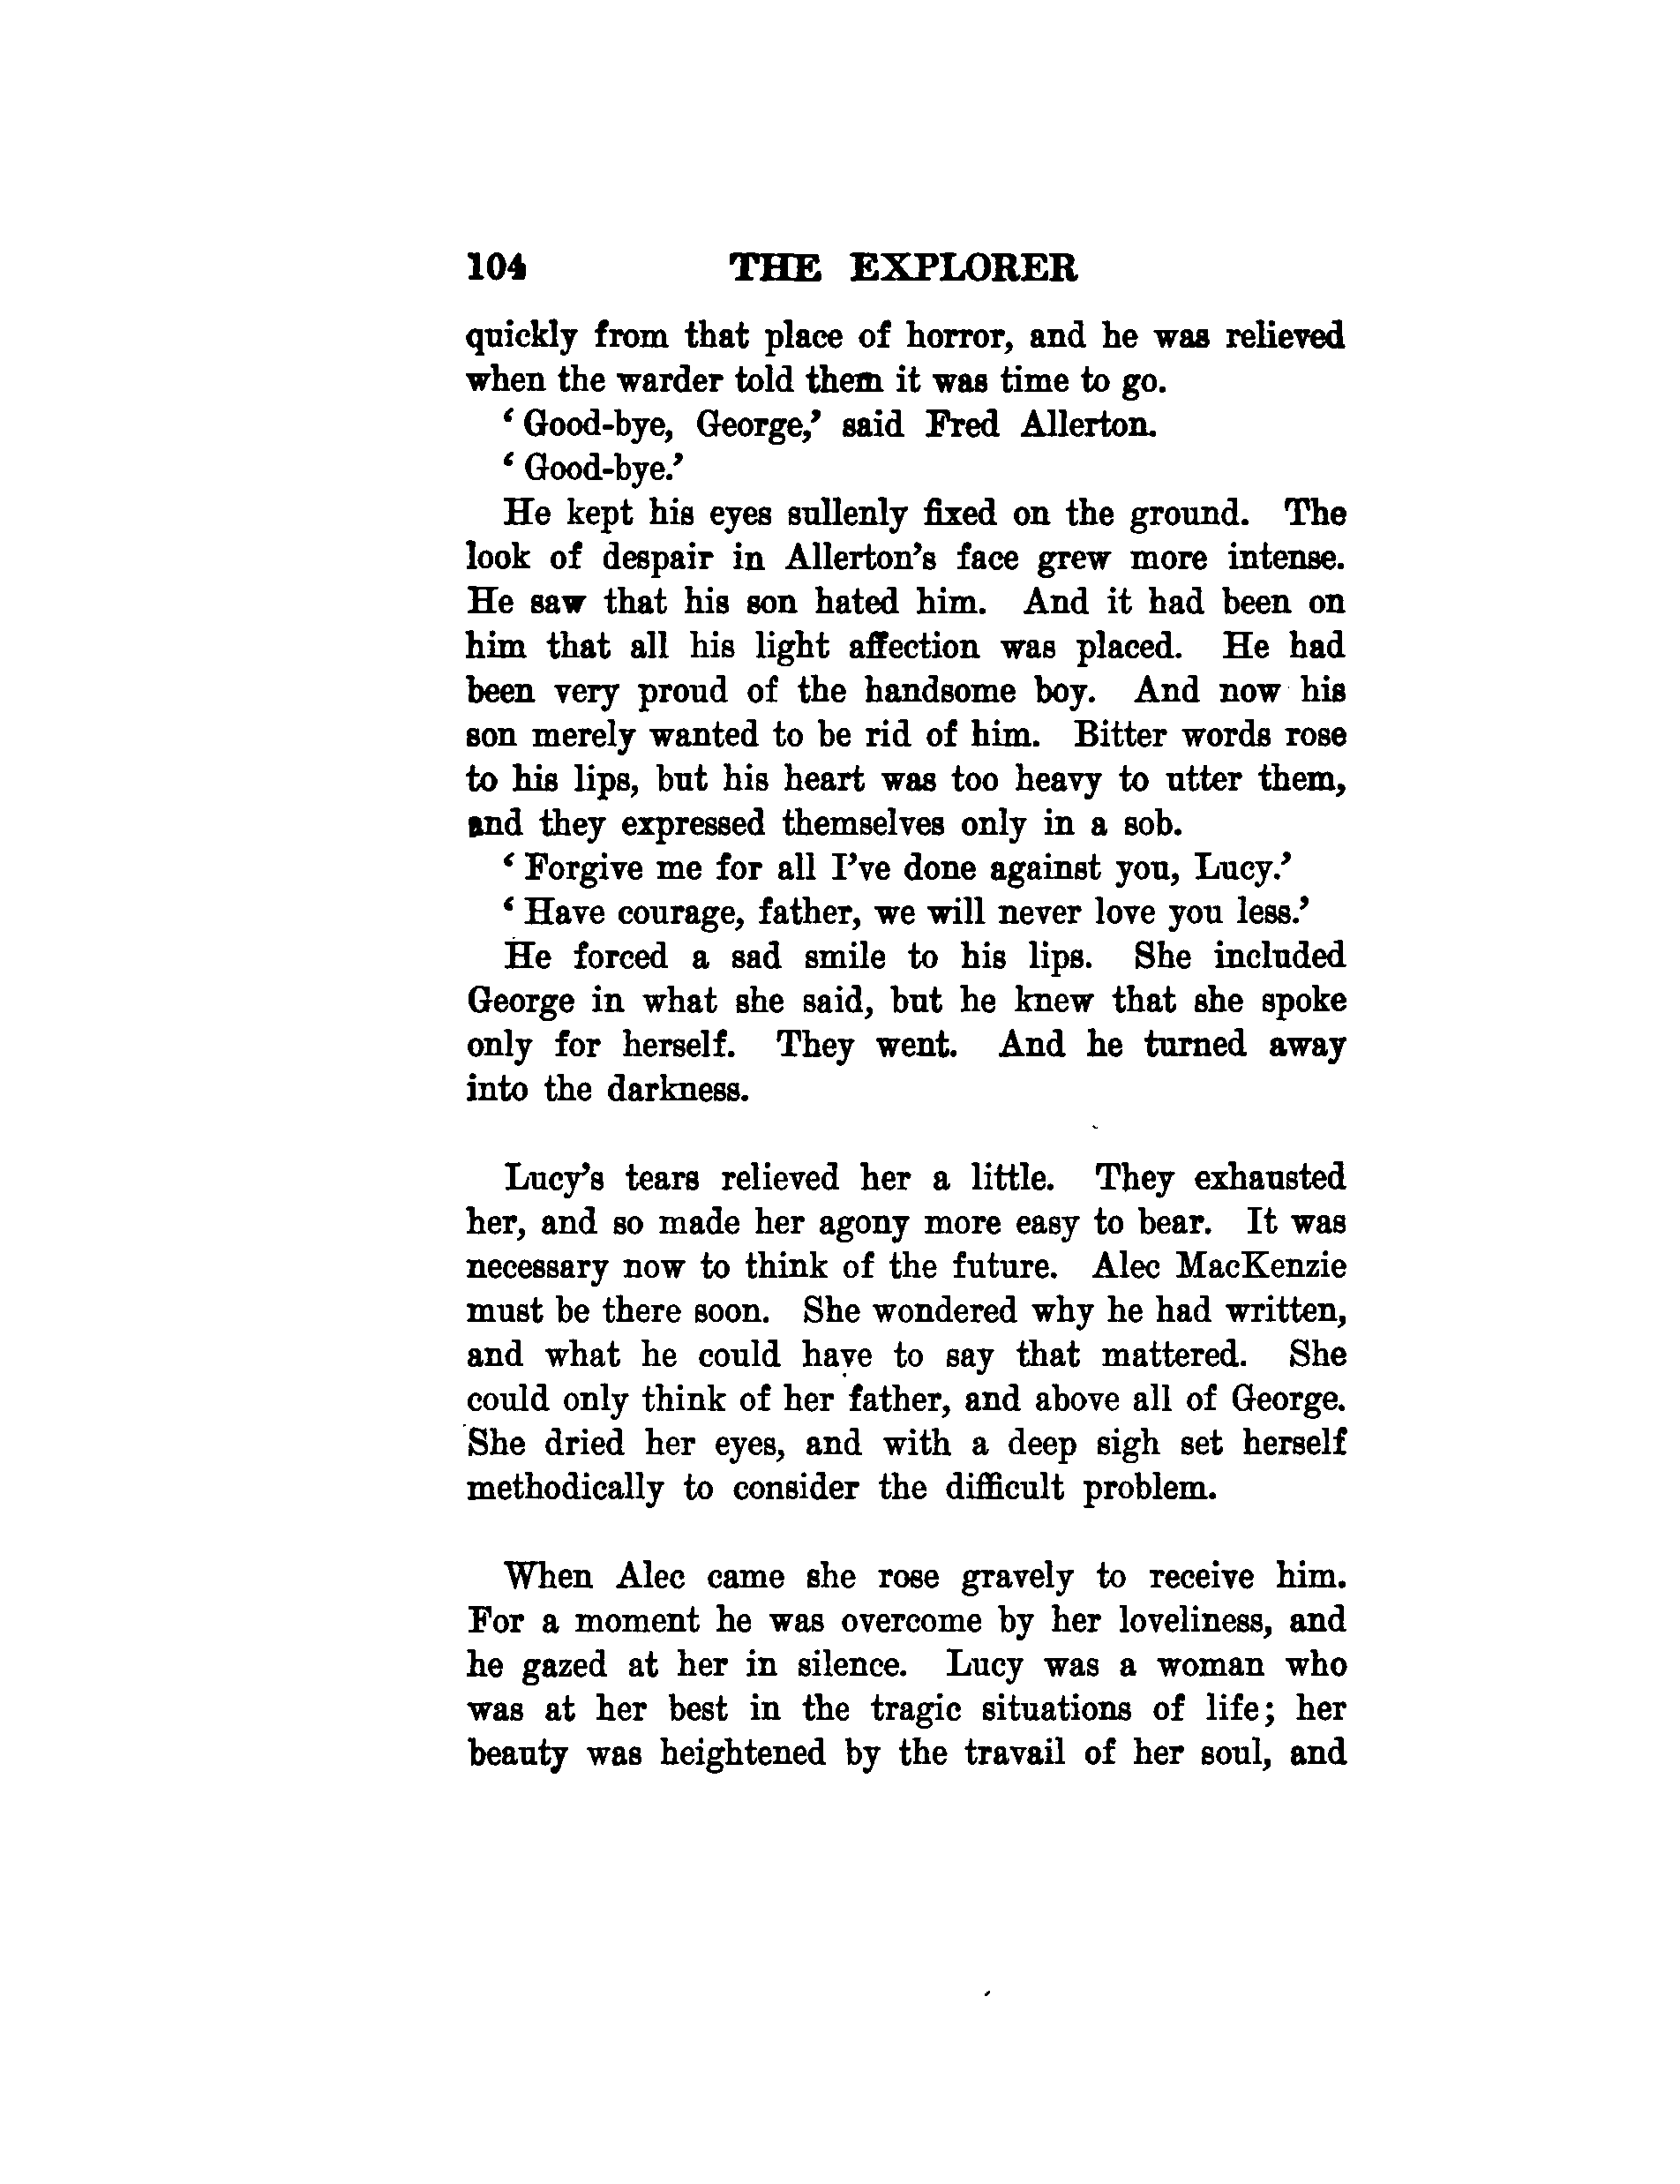 104 THE EXPLORER
quickly from that place of horror, and he was relieved
when the warder told them it was time to go.
‘Good-bye, George,’ said Fred Allerton.
‘Good-bye.’
He kept his eyes sullenly fixed on the ground. The
look of despair in Allerton’s face grew more intense.
He saw that his son hated him. And it had been on
him that all his light affection was placed. He had
been very proud of the handsome boy. And now his
son merely wanted to be rid of him. Bitter words rose
to his lips, but his heart was too heavy to utter them,
and they expressed themselves only in a sob.
‘Forgive me for all I’ve done against you, Lucy.’
‘Have courage, father, we will never love you less.’
He forced a sad smile to his lips. She included
George in what she said, but he knew that she spoke
only for herself. They went. And he turned away
into the darkness.
Lucy’s tears relieved her a little. They exhausted
her, and so made her agony more easy to bear. It was
necessary now to think of the future. Alec MacKenzie
must be there soon. She wondered why he had written,
and what he could have to say that mattered. She
could only think of her father, and above all of George.
She dried her eyes, and with a deep sigh set herself
methodically to consider the difficult problem.
When Alec came she rose gravely to receive him.
For a moment he was overcome by her loveliness, and
he gazed at her in silence. Lucy was a woman who
was at her best in the tragic situations of life; her
beauty was heightened by the travail of her soul, and